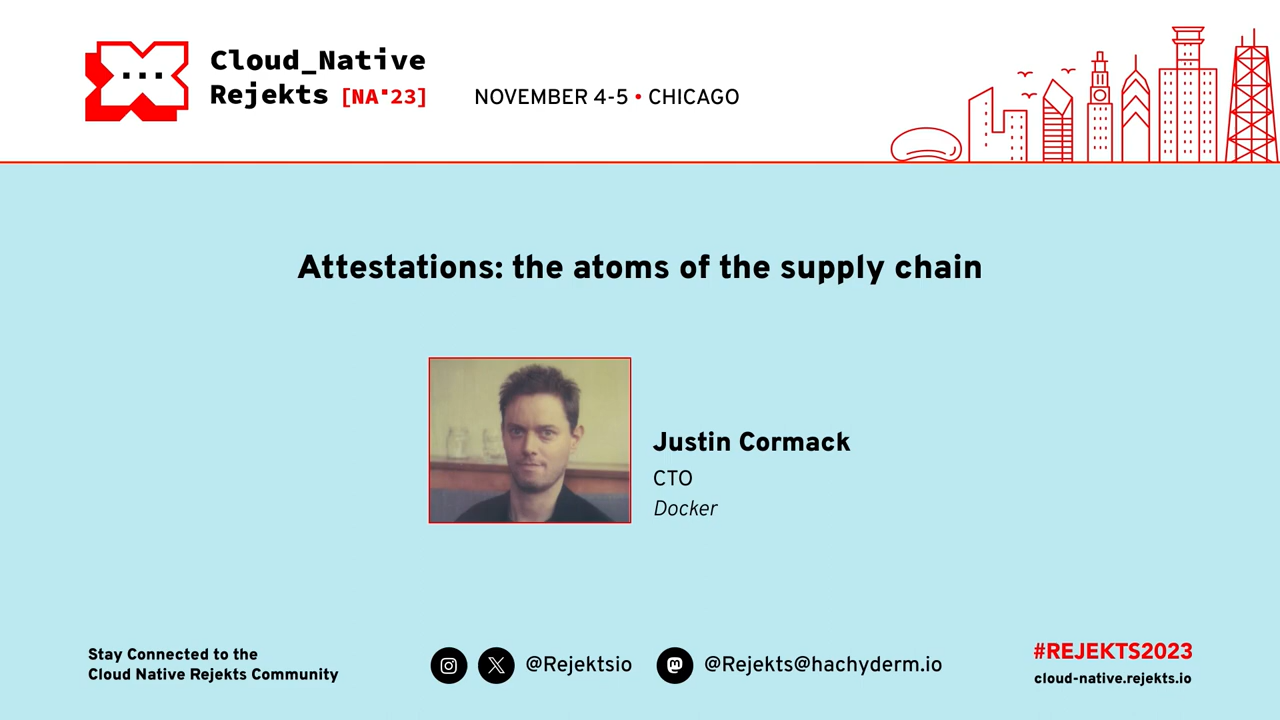 Cloud_Native
Rejekts [NA'23]
NOVEMBER 4-5 • CHICAGO
Attestations: the atoms of the supply chain
Justin Cormack
CTO
Docker
Stay Connected to the
Cloud Native Rejekts Community
@Rejektsio
@Rejekts@hachyderm.io
#REJEKTS2023
cloud-native.rejekts.io